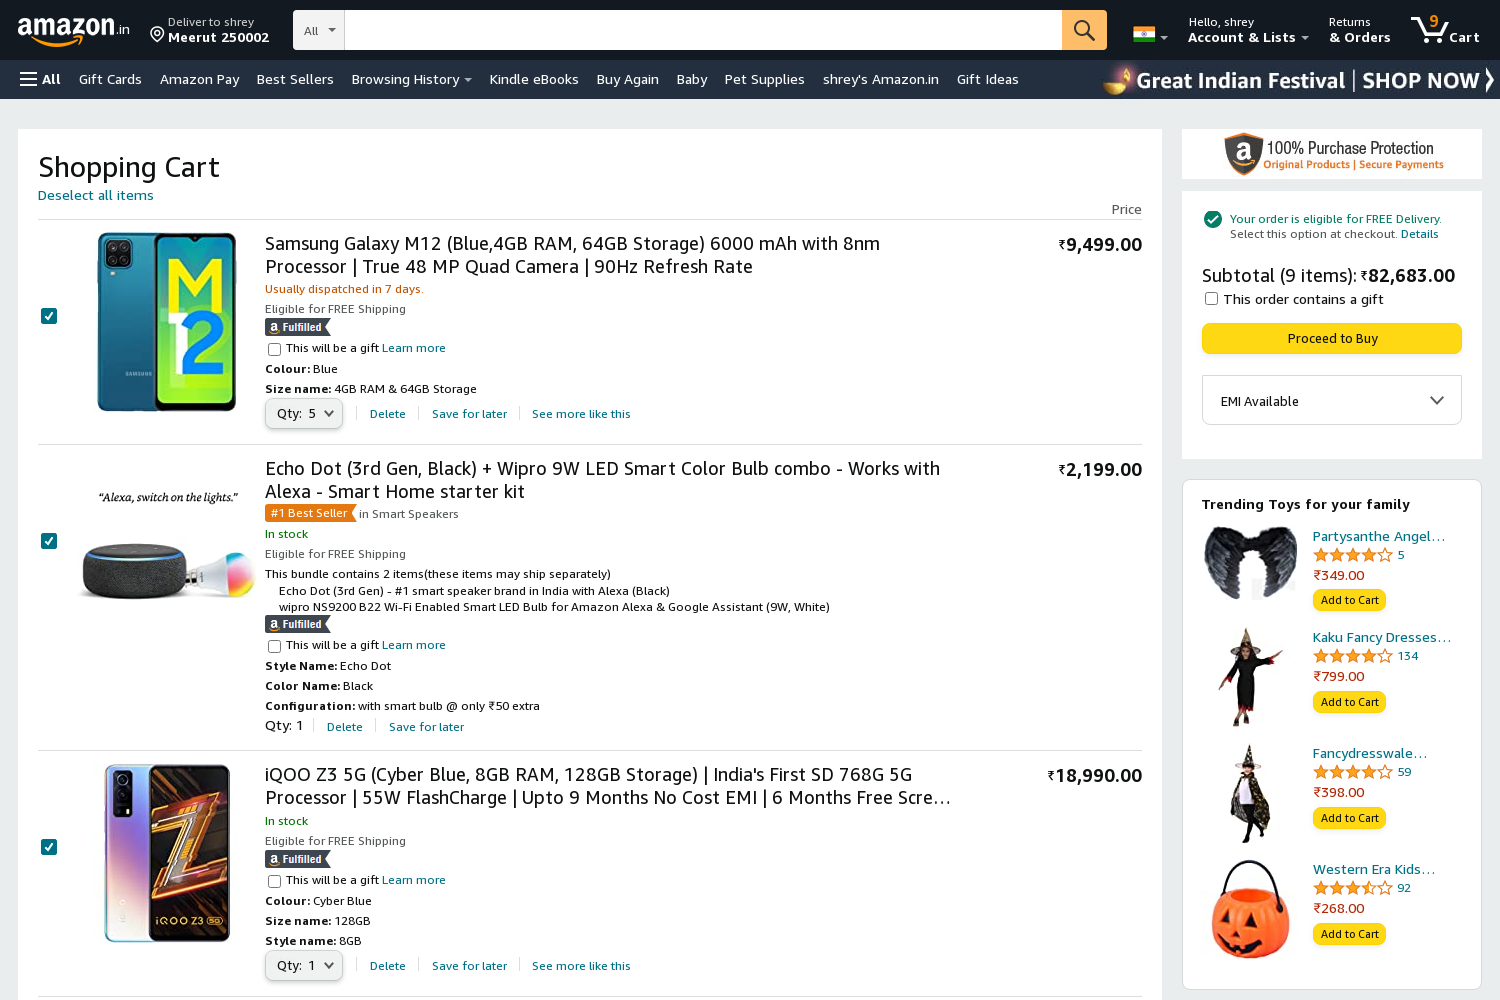 amazon.in
Deliver to shrey
Meerut 250002
All
Hello, shrey
Account & Lists
Returns
& Orders
9
Cart
All
Gift Cards
Amazon Pay
Best Sellers
Browsing History
Kindle eBooks
Buy Again
Baby
Pet Supplies
shrey's Amazon.in
Gift Ideas
Great Indian Festival | SHOP NOW
Shopping Cart
Deselect all items
Price
Samsung Galaxy M12 (Blue,4GB RAM, 64GB Storage) 6000 mAh with 8nm
Processor | True 48 MP Quad Camera | 90Hz Refresh Rate
₹9,499.00
Usually dispatched in 7 days.
Eligible for FREE Shipping
a Fulfilled
This will be a gift Learn more
Colour: Blue
Size name: 4GB RAM & 64GB Storage
Qty: 5
Delete
Save for later
See more like this
M
12
SAMSUNG
Echo Dot (3rd Gen, Black) + Wipro 9W LED Smart Color Bulb combo - Works with
Alexa - Smart Home starter kit
₹2,199.00
“Alexa, switch on the lights.”
#1 Best Seller in Smart Speakers
In stock
Eligible for FREE Shipping
This bundle contains 2 items(these items may ship separately)
Echo Dot (3rd Gen) - #1 smart speaker brand in India with Alexa (Black)
wipro NS9200 B22 Wi-Fi Enabled Smart LED Bulb for Amazon Alexa & Google Assistant (9W, White)
a Fulfilled
This will be a gift Learn more
Style Name: Echo Dot
Color Name: Black
Configuration: with smart bulb @ only ₹50 extra
Qty: 1
Delete
Save for later
iQOO Z3 5G (Cyber Blue, 8GB RAM, 128GB Storage) | India's First SD 768G 5G
Processor | 55W FlashCharge | Upto 9 Months No Cost EMI | 6 Months Free Scre…
₹18,990.00
In stock
Eligible for FREE Shipping
a Fulfilled
This will be a gift Learn more
Colour: Cyber Blue
Size name: 128GB
Style name: 8GB
Qty: 1
Delete
Save for later
See more like this
Z
iQOO Z3 5G
100% Purchase Protection
Original Products | Secure Payments
Your order is eligible for FREE Delivery.
Select this option at checkout. Details
Subtotal (9 items): ₹82,683.00
This order contains a gift
Proceed to Buy
EMI Available
Trending Toys for your family
Partysanthe Angel…
5
₹349.00
Add to Cart
Kaku Fancy Dresses…
134
₹799.00
Add to Cart
Fancydresswale…
59
₹398.00
Add to Cart
Western Era Kids…
92
₹268.00
Add to Cart